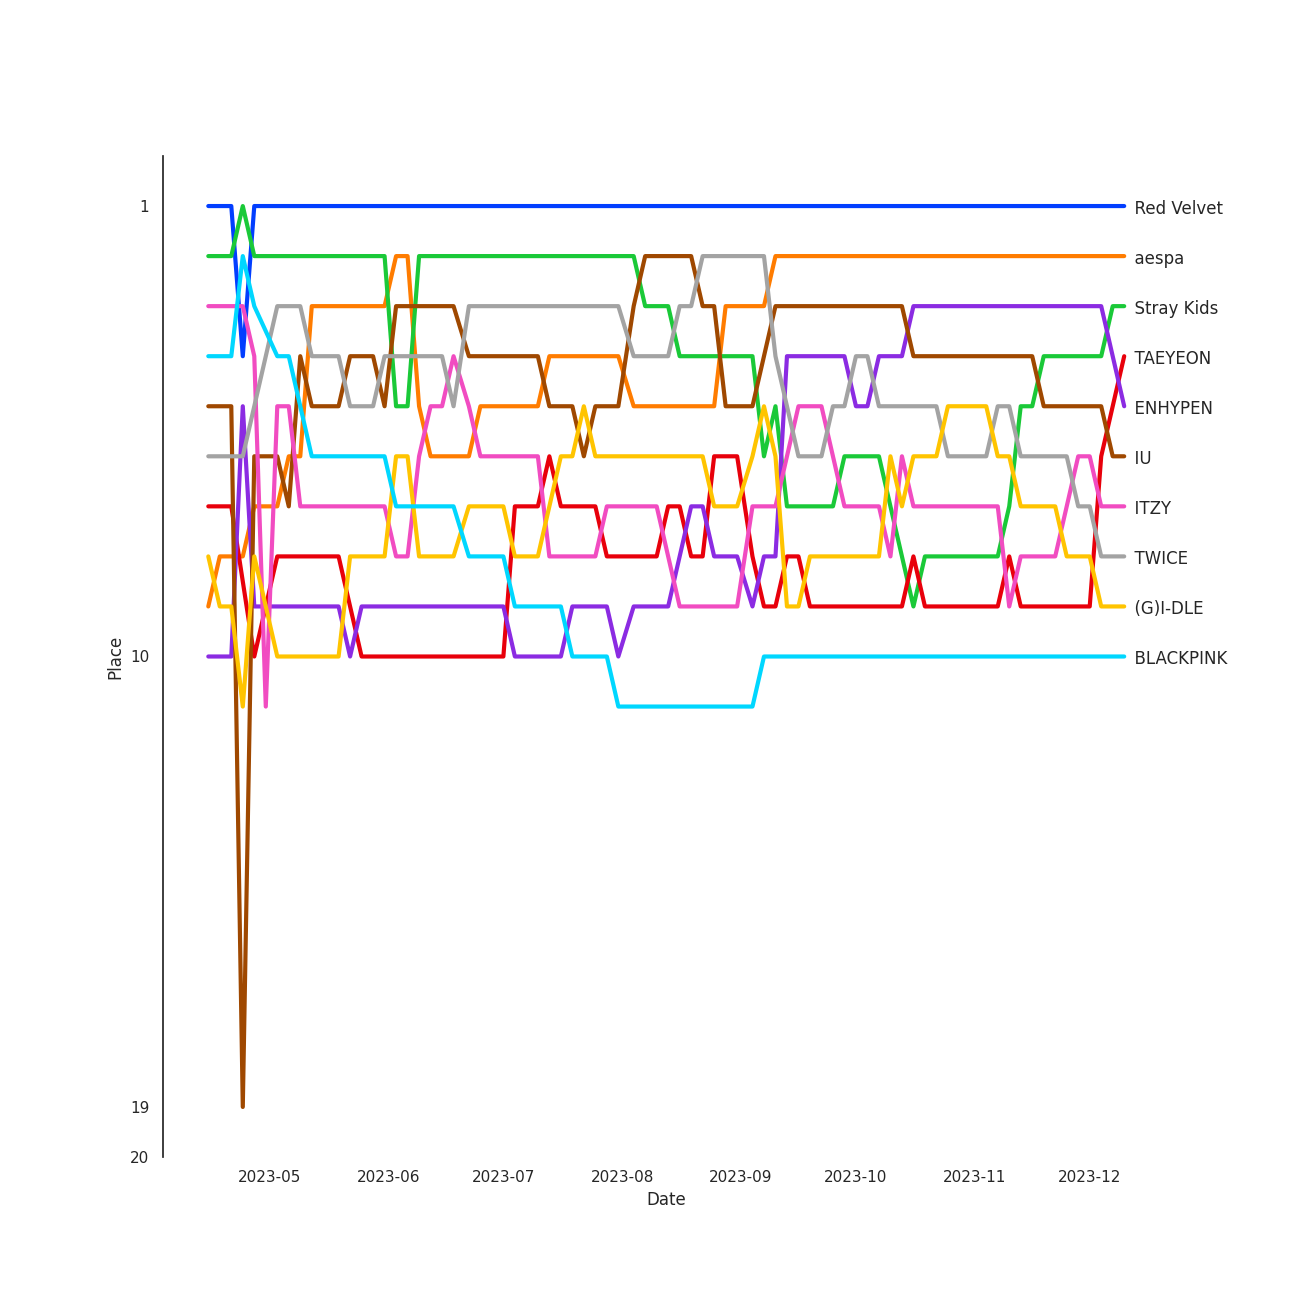 1
10
19
20
Place
Red Velvet
aespa
Stray Kids
TAEYEON
ENHYPEN
IU
ITZY
TWICE
(G)I-DLE
BLACKPINK
2023-05 2023-06 2023-07 2023-08 2023-09 2023-10 2023-11 2023-12
Date